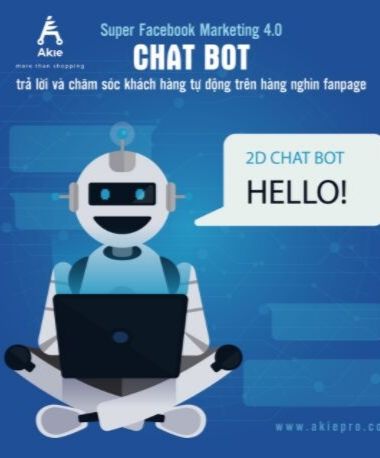 Akie
more than shopping
Super Facebook Marketing 4.0
CHAT BOT
trả lời và chăm sóc khách hàng tự động trên hàng nghìn fanpage
2D CHAT BOT
HELLO!
www.akiepro.co